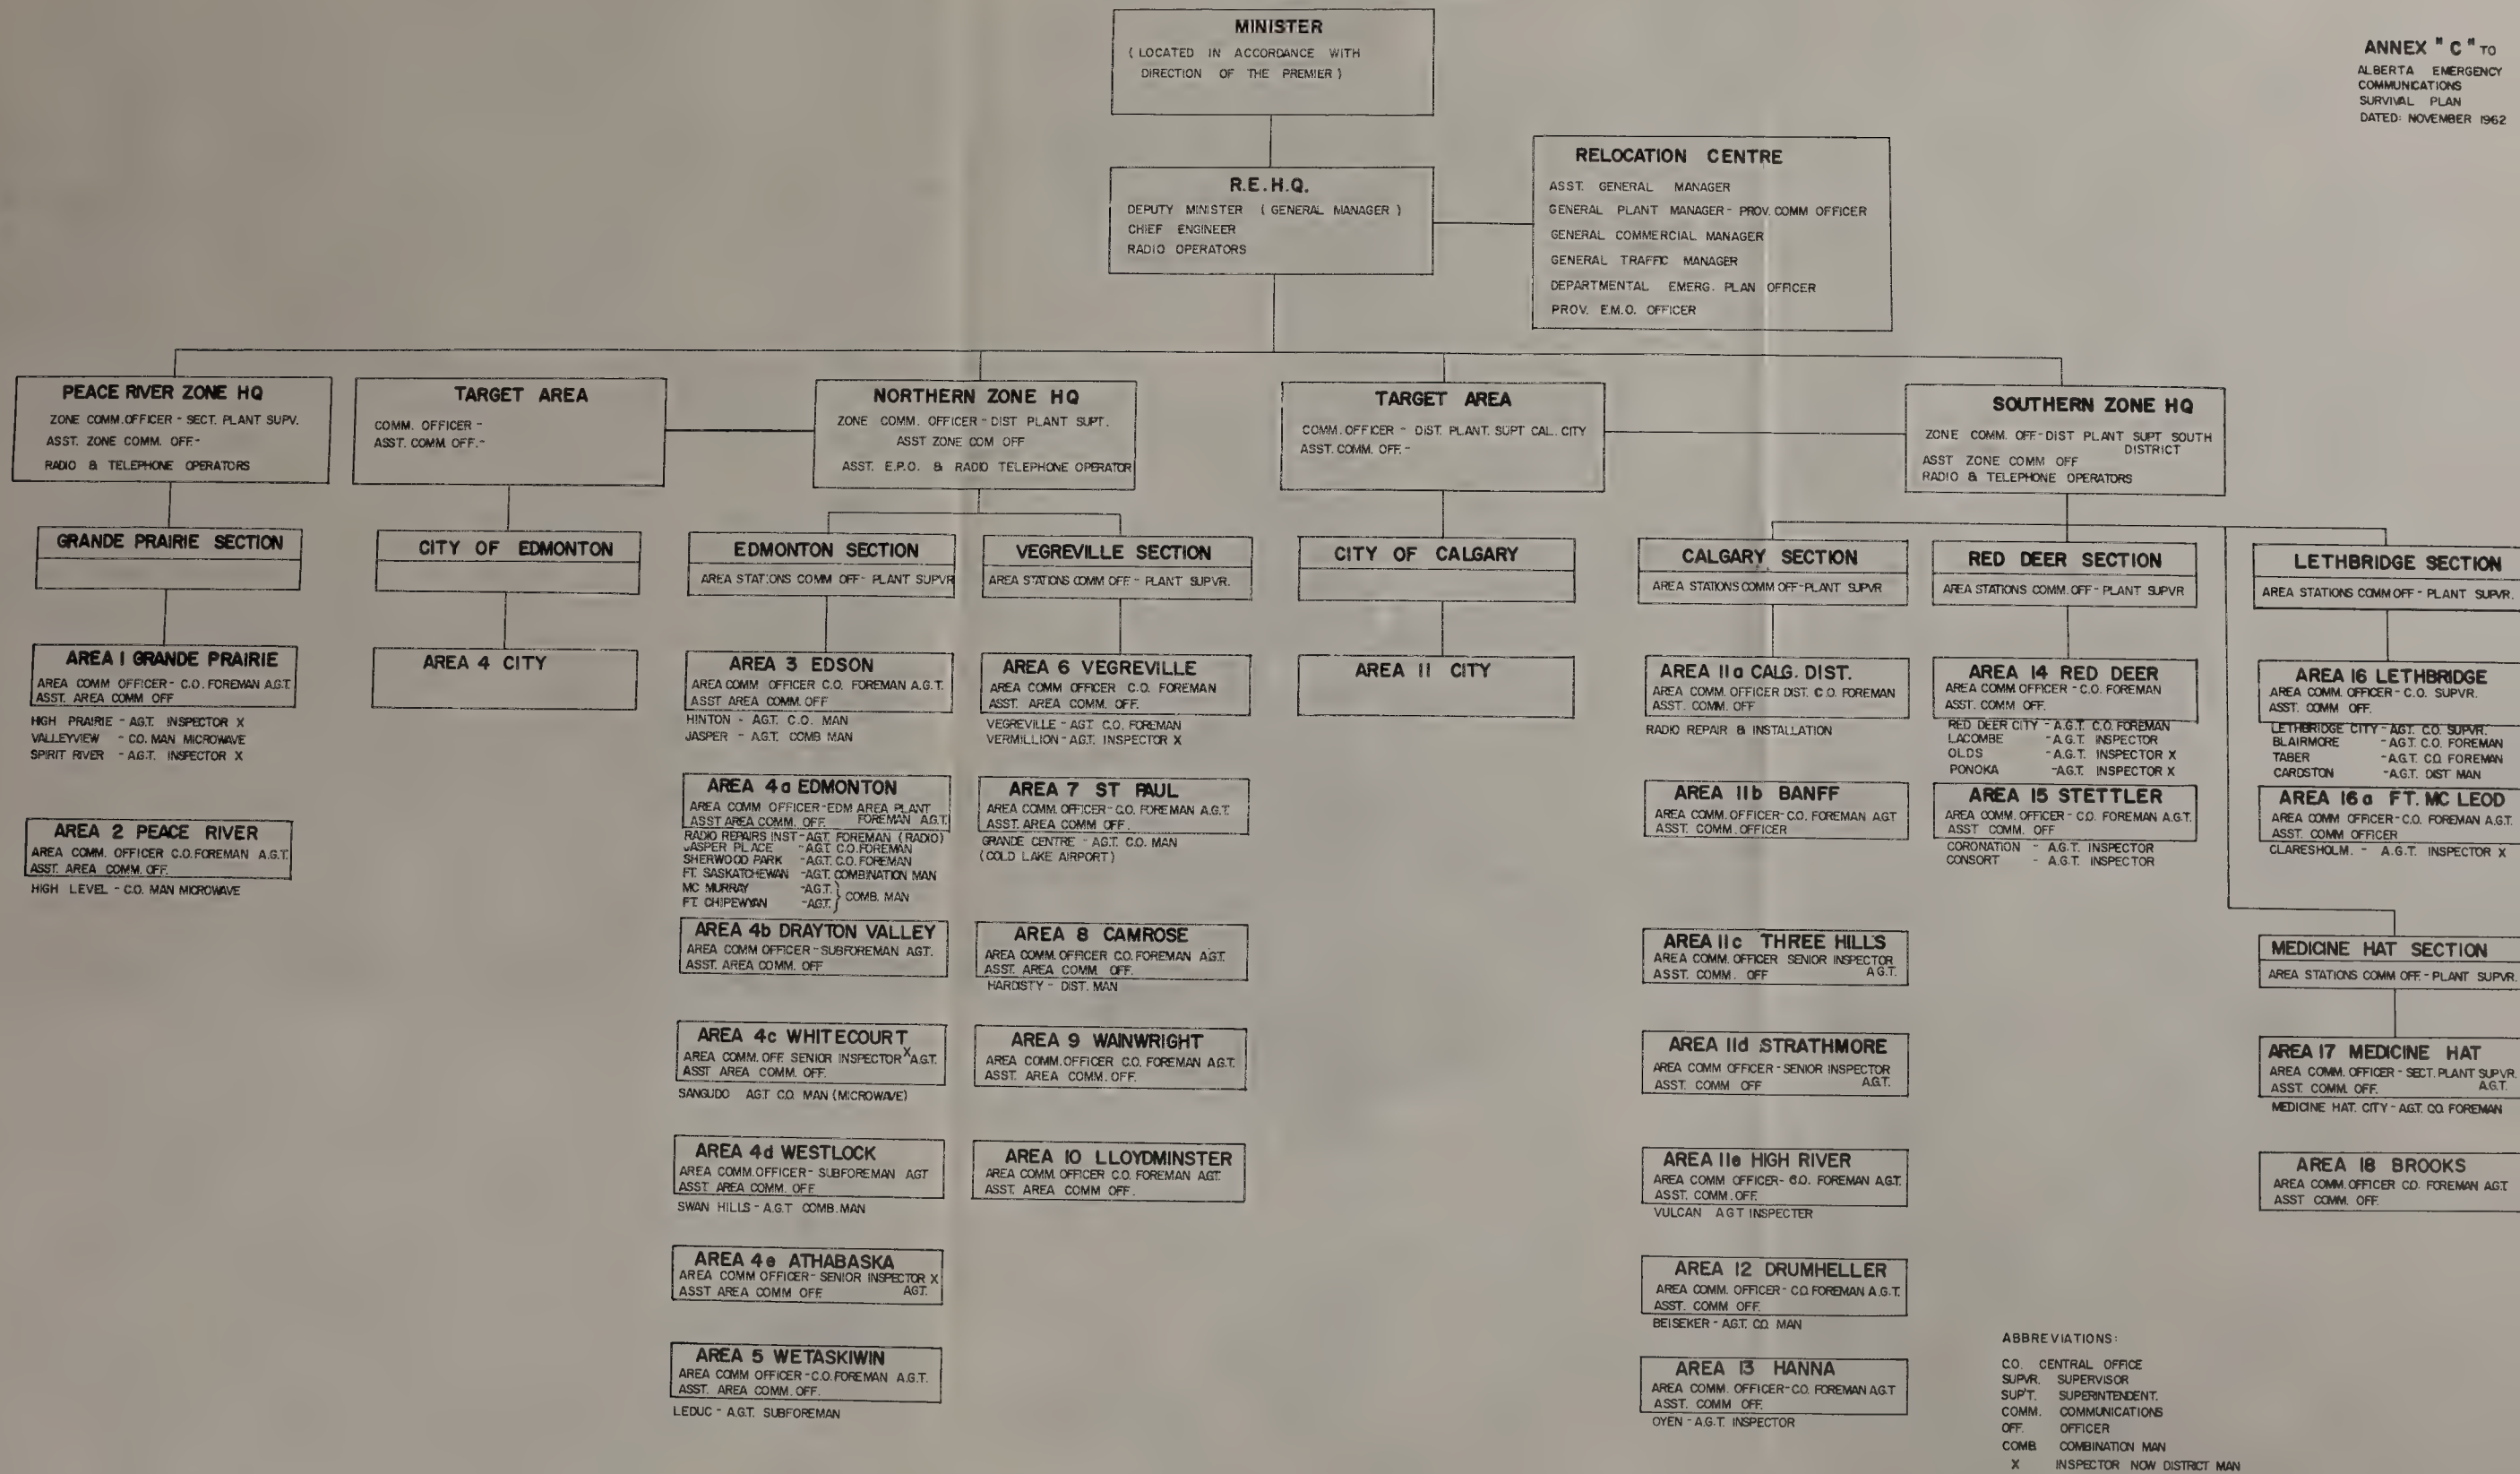 ANNEX "C" TO
ALBERTA EMERGENCY
COMMUNICATIONS
SURVIVAL PLAN
DATED: NOVEMBER 1962
MINISTER
( LOCATED IN ACCORDANCE WITH
DIRECTION OF THE PREMIER )
R.E.H.Q.
DEPUTY MINISTER ( GENERAL MANAGER )
CHIEF ENGINEER
RADIO OPERATORS
RELOCATION CENTRE
ASST. GENERAL MANAGER
GENERAL PLANT MANAGER - PROV. COMM OFFICER
GENERAL COMMERCIAL MANAGER
GENERAL TRAFFIC MANAGER
DEPARTMENTAL EMERG. PLAN OFFICER
PROV. E.M.O. OFFICER
PEACE RIVER ZONE HQ
ZONE COMM. OFFICER - SECT. PLANT SUPV.
ASST. ZONE COMM. OFF.-
RADIO & TELEPHONE OPERATORS
TARGET AREA
COMM. OFFICER -
ASST. COMM OFF.-
NORTHERN ZONE HQ
ZONE COMM. OFFICER - DIST PLANT SUPT.
ASST ZONE COM OFF
ASST. E.P.O. & RADIO TELEPHONE OPERATOR
TARGET AREA
COMM. OFFICER - DIST. PLANT. SUPT CAL. CITY
ASST. COMM. OFF.-
SOUTHERN ZONE HQ
ZONE COMM. OFF.- DIST PLANT SUPT SOUTH
DISTRICT
ASST ZONE COMM OFF
RADIO & TELEPHONE OPERATORS
GRANDE PRAIRIE SECTION
AREA 1 GRANDE PRAIRIE
AREA COMM OFFICER - C.O. FOREMAN A.G.T.
ASST. AREA COMM OFF
HIGH PRAIRIE - A.G.T. INSPECTOR X
VALLEYVIEW - CO. MAN MICROWAVE
SPIRIT RIVER - A.G.T. INSPECTOR X
AREA 2 PEACE RIVER
AREA COMM. OFFICER C.O. FOREMAN A.G.T.
ASST. AREA COMM. OFF.
HIGH LEVEL - C.O. MAN MICROWAVE
CITY OF EDMONTON
AREA 4 CITY
EDMONTON SECTION
AREA STATIONS COMM OFF - PLANT SUPVR
AREA 3 EDSON
AREA COMM OFFICER C.O. FOREMAN A.G.T.
ASST AREA COMM. OFF
HINTON - A.G.T. C.O. MAN
JASPER - A.G.T. COMB MAN
AREA 4a EDMONTON
AREA COMM OFFICER - EDM AREA PLANT
ASST AREA COMM. OFF. FOREMAN A.G.T.
RADIO REPAIRS INST - AGT. FOREMAN (RADIO)
JASPER PLACE - AGT C.O. FOREMAN
SHERWOOD PARK - AGT. C.O. FOREMAN
FT. SASKATCHEWAN - AGT. COMBINATION MAN
MC MURRAY - AGT. } COMB. MAN
FT. CHIPEWYAN - AGT. }
AREA 4b DRAYTON VALLEY
AREA COMM OFFICER - SUBFOREMAN AGT.
ASST. AREA COMM. OFF
AREA 4c WHITECOURT
AREA COMM. OFF. SENIOR INSPECTOR X A.G.T.
ASST AREA COMM. OFF.
SANGUDO AGT C.O. MAN (MICROWAVE)
AREA 4d WESTLOCK
AREA COMM. OFFICER - SUBFOREMAN AGT
ASST AREA COMM. OFF.
SWAN HILLS - A.G.T COMB. MAN
AREA 4e ATHABASKA
AREA COMM OFFICER - SENIOR INSPECTOR X
ASST AREA COMM OFF. AGT.
AREA 5 WETASKIWIN
AREA COMM OFFICER - C.O. FOREMAN A.G.T.
ASST. AREA COMM. OFF.
LEDUC - A.G.T. SUBFOREMAN
VEGREVILLE SECTION
AREA STATIONS COMM OFF - PLANT SUPVR.
AREA 6 VEGREVILLE
AREA COMM OFFICER C.O. FOREMAN
ASST. AREA COMM OFF.
VEGREVILLE - AGT C.O. FOREMAN
VERMILLION - A.G.T. INSPECTOR X
AREA 7 ST PAUL
AREA COMM. OFFICER - C.O. FOREMAN A.G.T.
ASST. AREA COMM OFF.
GRANDE CENTRE - AGT. C.O. MAN
(COLD LAKE AIRPORT)
AREA 8 CAMROSE
AREA COMM. OFFICER C.O. FOREMAN AGT.
ASST. AREA COMM. OFF.
HARDISTY - DIST. MAN
AREA 9 WAINWRIGHT
AREA COMM. OFFICER C.O. FOREMAN A.G.T.
ASST. AREA COMM. OFF.
AREA 10 LLOYDMINSTER
AREA COMM. OFFICER C.O. FOREMAN AGT.
ASST. AREA COMM OFF.
CITY OF CALGARY
AREA 11 CITY
CALGARY SECTION
AREA STATIONS COMM OFF - PLANT SUPVR
AREA 11a CALG. DIST.
AREA COMM. OFFICER DIST. C.O. FOREMAN
ASST. COMM. OFF
RADIO REPAIR & INSTALLATION
AREA 11b BANFF
AREA COMM. OFFICER - C.O. FOREMAN AGT
ASST COMM. OFFICER
AREA 11c THREE HILLS
AREA COMM. OFFICER SENIOR INSPECTOR
ASST. COMM. OFF A.G.T.
AREA 11d STRATHMORE
AREA COMM OFFICER - SENIOR INSPECTOR
ASST. COMM OFF AGT.
AREA 11e HIGH RIVER
AREA COMM OFFICER - C.O. FOREMAN AGT.
ASST. COMM. OFF.
VULCAN AGT INSPECTER
AREA 12 DRUMHELLER
AREA COMM. OFFICER - C.O. FOREMAN A.G.T.
ASST. COMM OFF.
BEISEKER - A.G.T. C.O. MAN
AREA 13 HANNA
AREA COMM. OFFICER - CO. FOREMAN AGT
ASST. COMM OFF.
OYEN - A.G.T. INSPECTOR
RED DEER SECTION
AREA STATIONS COMM. OFF - PLANT SUPVR
AREA 14 RED DEER
AREA COMM OFFICER - C.O. FOREMAN
ASST. COMM OFF.
RED DEER CITY - A.G.T. C.O. FOREMAN
LACOMBE - A.G.T. INSPECTOR
OLDS - A.G.T. INSPECTOR X
PONOKA - A.G.T. INSPECTOR X
AREA 15 STETTLER
AREA COMM. OFFICER - C.O. FOREMAN A.G.T.
ASST COMM. OFF
CORONATION - A.G.T. INSPECTOR
CONSORT - A.G.T. INSPECTOR
LETHBRIDGE SECTION
AREA STATIONS COMM OFF - PLANT SUPVR.
AREA 16 LETHBRIDGE
AREA COMM. OFFICER - C.O. SUPVR.
ASST. COMM OFF.
LETHBRIDGE CITY - AGT. C.O. SUPVR.
BLAIRMORE - AGT. C.O. FOREMAN
TABER - AGT. C.O. FOREMAN
CARDSTON - A.G.T. DIST MAN
AREA 16a FT. MC LEOD
AREA COMM OFFICER - C.O. FOREMAN A.G.T.
ASST COMM OFFICER
CLARESHOLM. - A.G.T. INSPECTOR X
MEDICINE HAT SECTION
AREA STATIONS COMM OFF. - PLANT SUPVR.
AREA 17 MEDICINE HAT
AREA COMM. OFFICER - SECT. PLANT SUPVR.
ASST. COMM. OFF. A.G.T.
MEDICINE HAT. CITY - AGT. CO. FOREMAN
AREA 18 BROOKS
AREA COMM. OFFICER C.O. FOREMAN AGT
ASST COMM. OFF.
ABBREVIATIONS:
C.O. CENTRAL OFFICE
SUPVR. SUPERVISOR
SUP'T. SUPERINTENDENT.
COMM. COMMUNICATIONS
OFF. OFFICER
COMB COMBINATION MAN
X INSPECTOR NOW DISTRICT MAN